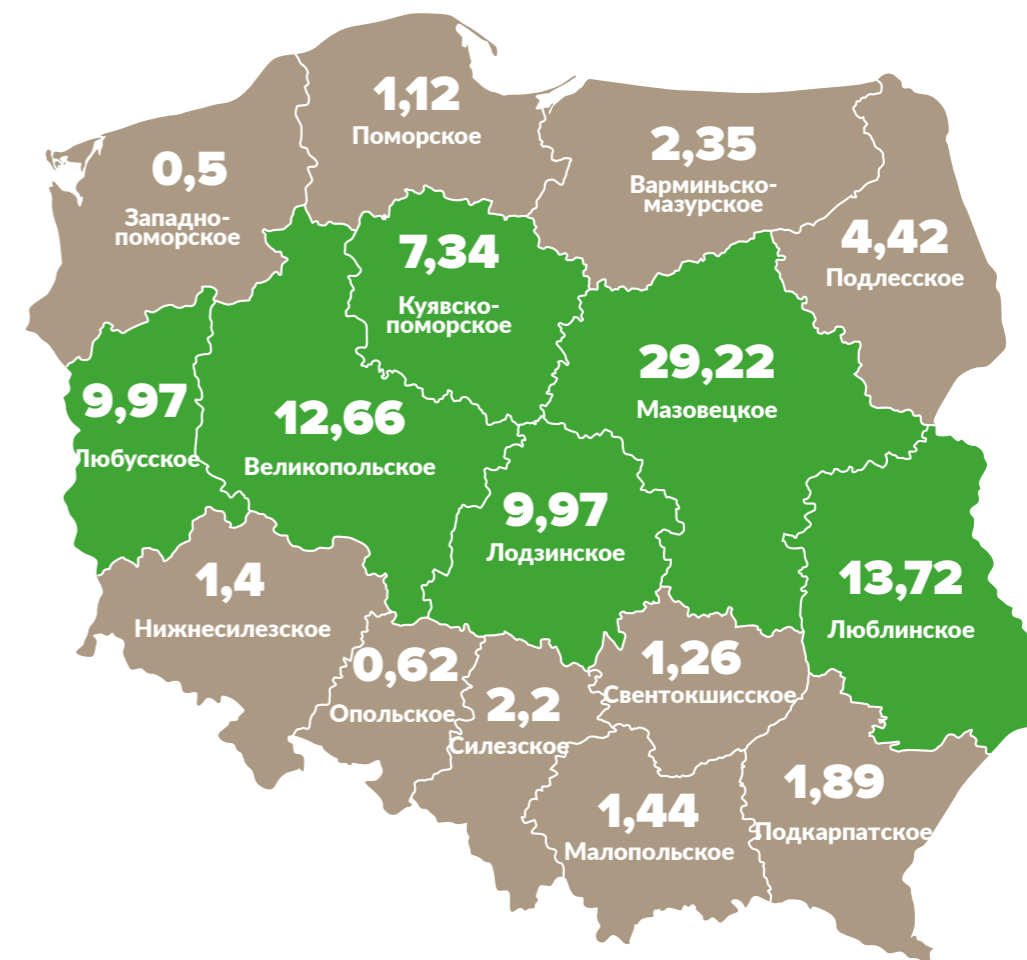 1,12
Поморское
2,35
Варминьско-
мазурское
0,5
Западно-
поморское
4,42
Подлесское
7,34
Куявско-
поморское
29,22
Мазовецкое
9,97
Любусское
12,66
Великопольское
9,97
Лодзинское
13,72
Люблинское
1,4
Нижнесилезское
0,62
Опольское
2,2
Силезское
1,26
Свентокшисское
1,44
Малопольское
1,89
Подкарпатское